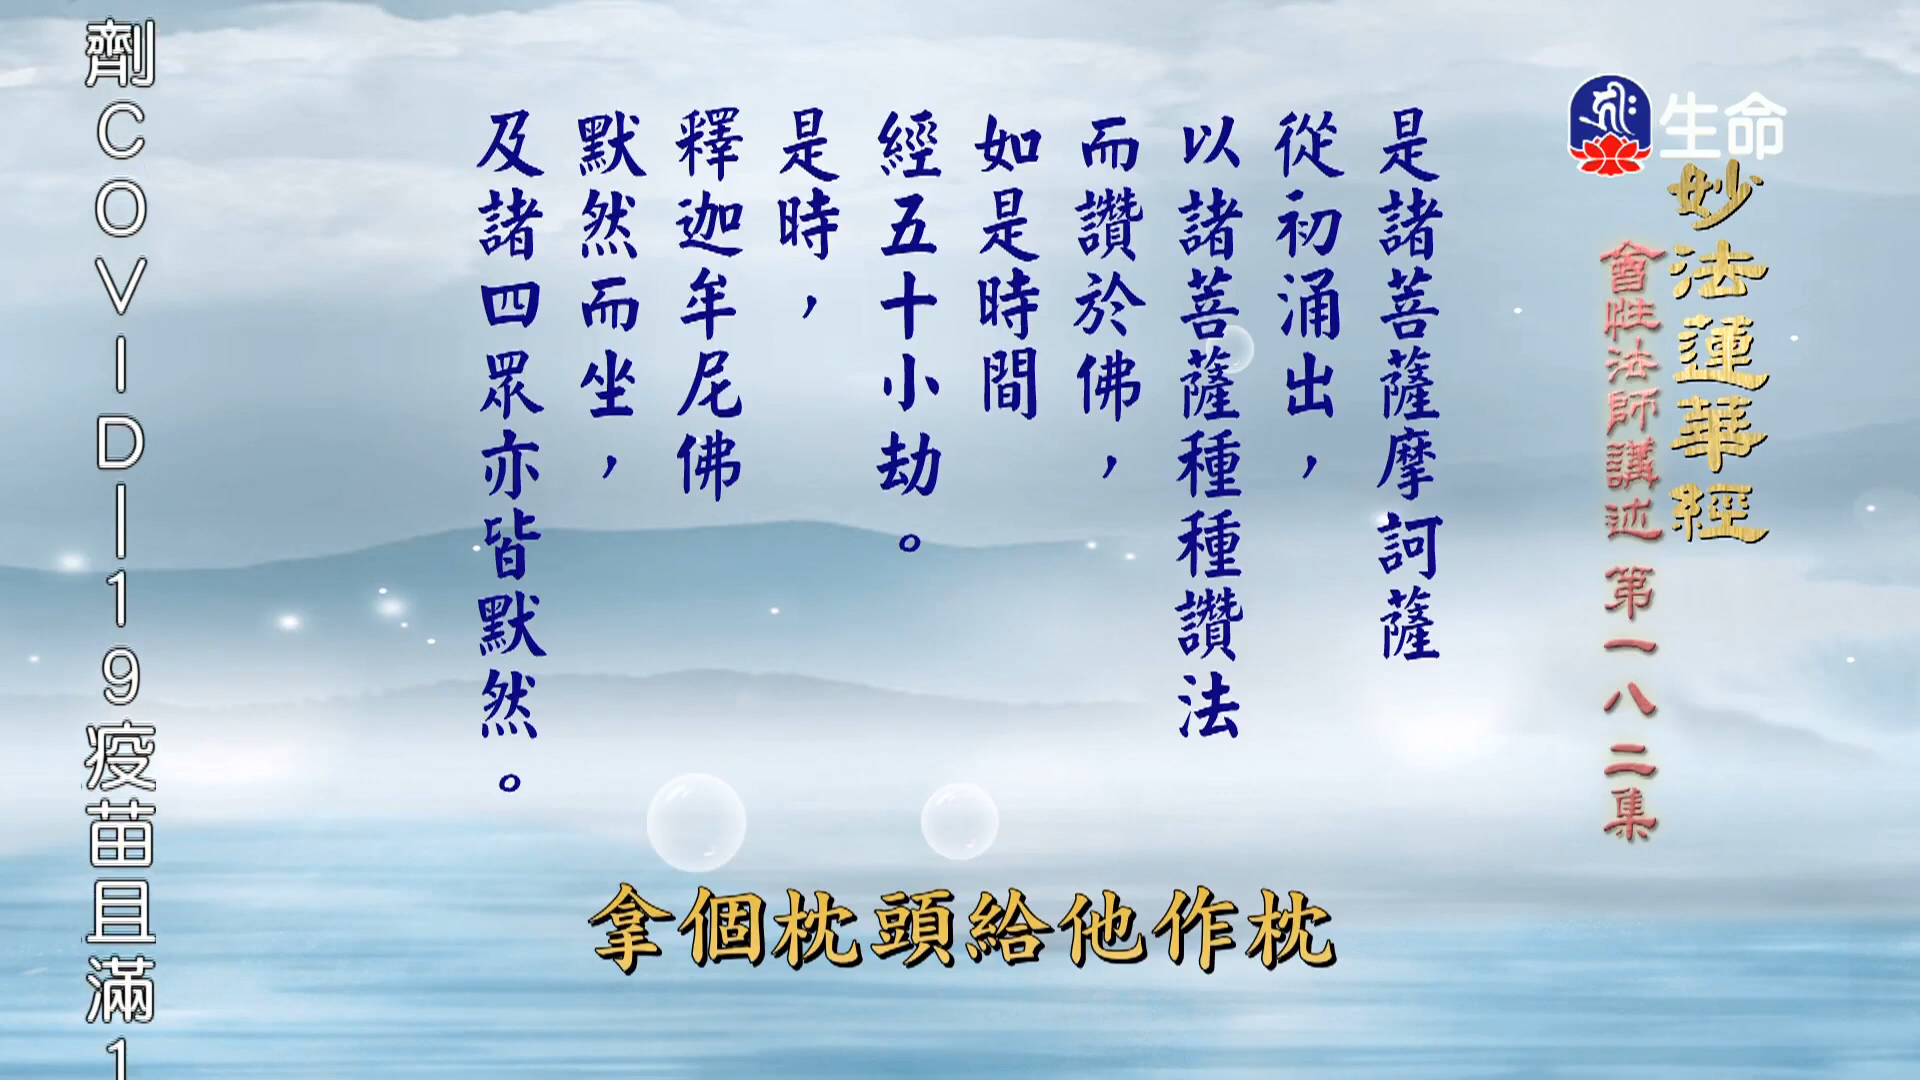 生命
妙法蓮華經
會性法師講述 第一八二集
是諸菩薩摩訶薩
從初涌出，
以諸菩薩種種讚法
而讚於佛，
如是時間
經五十小劫。
是時，
釋迦牟尼佛
默然而坐，
及諸四眾亦皆默然。
劑COVID-19疫苗且滿1
拿個枕頭給他作枕